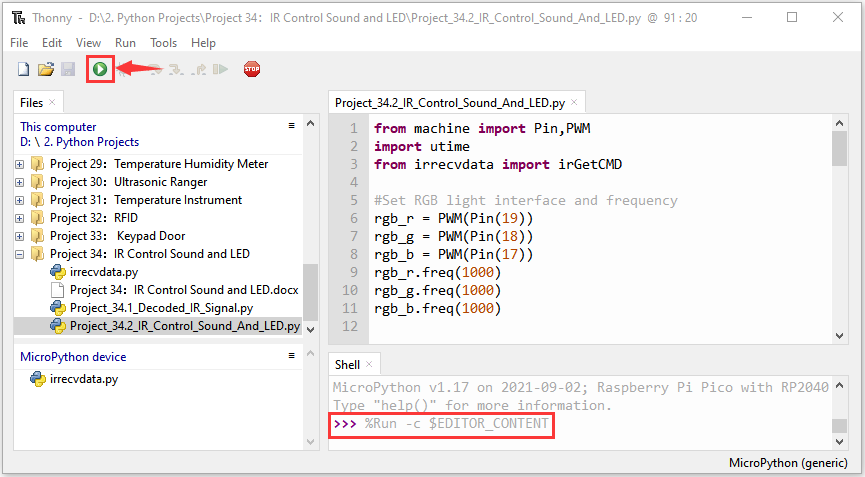 Thonny - D:\2. Python Projects\Project 34： IR Control Sound and LED\Project_34.2_IR_Control_Sound_And_LED.py @ 91 : 20
File Edit View Run Tools Help
STOP
Files
This computer
D: \ 2. Python Projects
Project 29： Temperature Humidity Meter
Project 30： Ultrasonic Ranger
Project 31： Temperature Instrument
Project 32： RFID
Project 33： Keypad Door
Project 34： IR Control Sound and LED
irrecvdata.py
Project 34： IR Control Sound and LED.docx
Project_34.1_Decoded_IR_Signal.py
Project_34.2_IR_Control_Sound_And_LED.py
MicroPython device
irrecvdata.py
Project_34.2_IR_Control_Sound_And_LED.py
1 from machine import Pin,PWM
2 import utime
3 from irrecvdata import irGetCMD
4
5 #Set RGB light interface and frequency
6 rgb_r = PWM(Pin(19))
7 rgb_g = PWM(Pin(18))
8 rgb_b = PWM(Pin(17))
9 rgb_r.freq(1000)
10 rgb_g.freq(1000)
11 rgb_b.freq(1000)
12
Shell
MicroPython v1.17 on 2021-09-02; Raspberry Pi Pico with RP2040
Type "help()" for more information.
>>> %Run -c $EDITOR_CONTENT
MicroPython (generic)